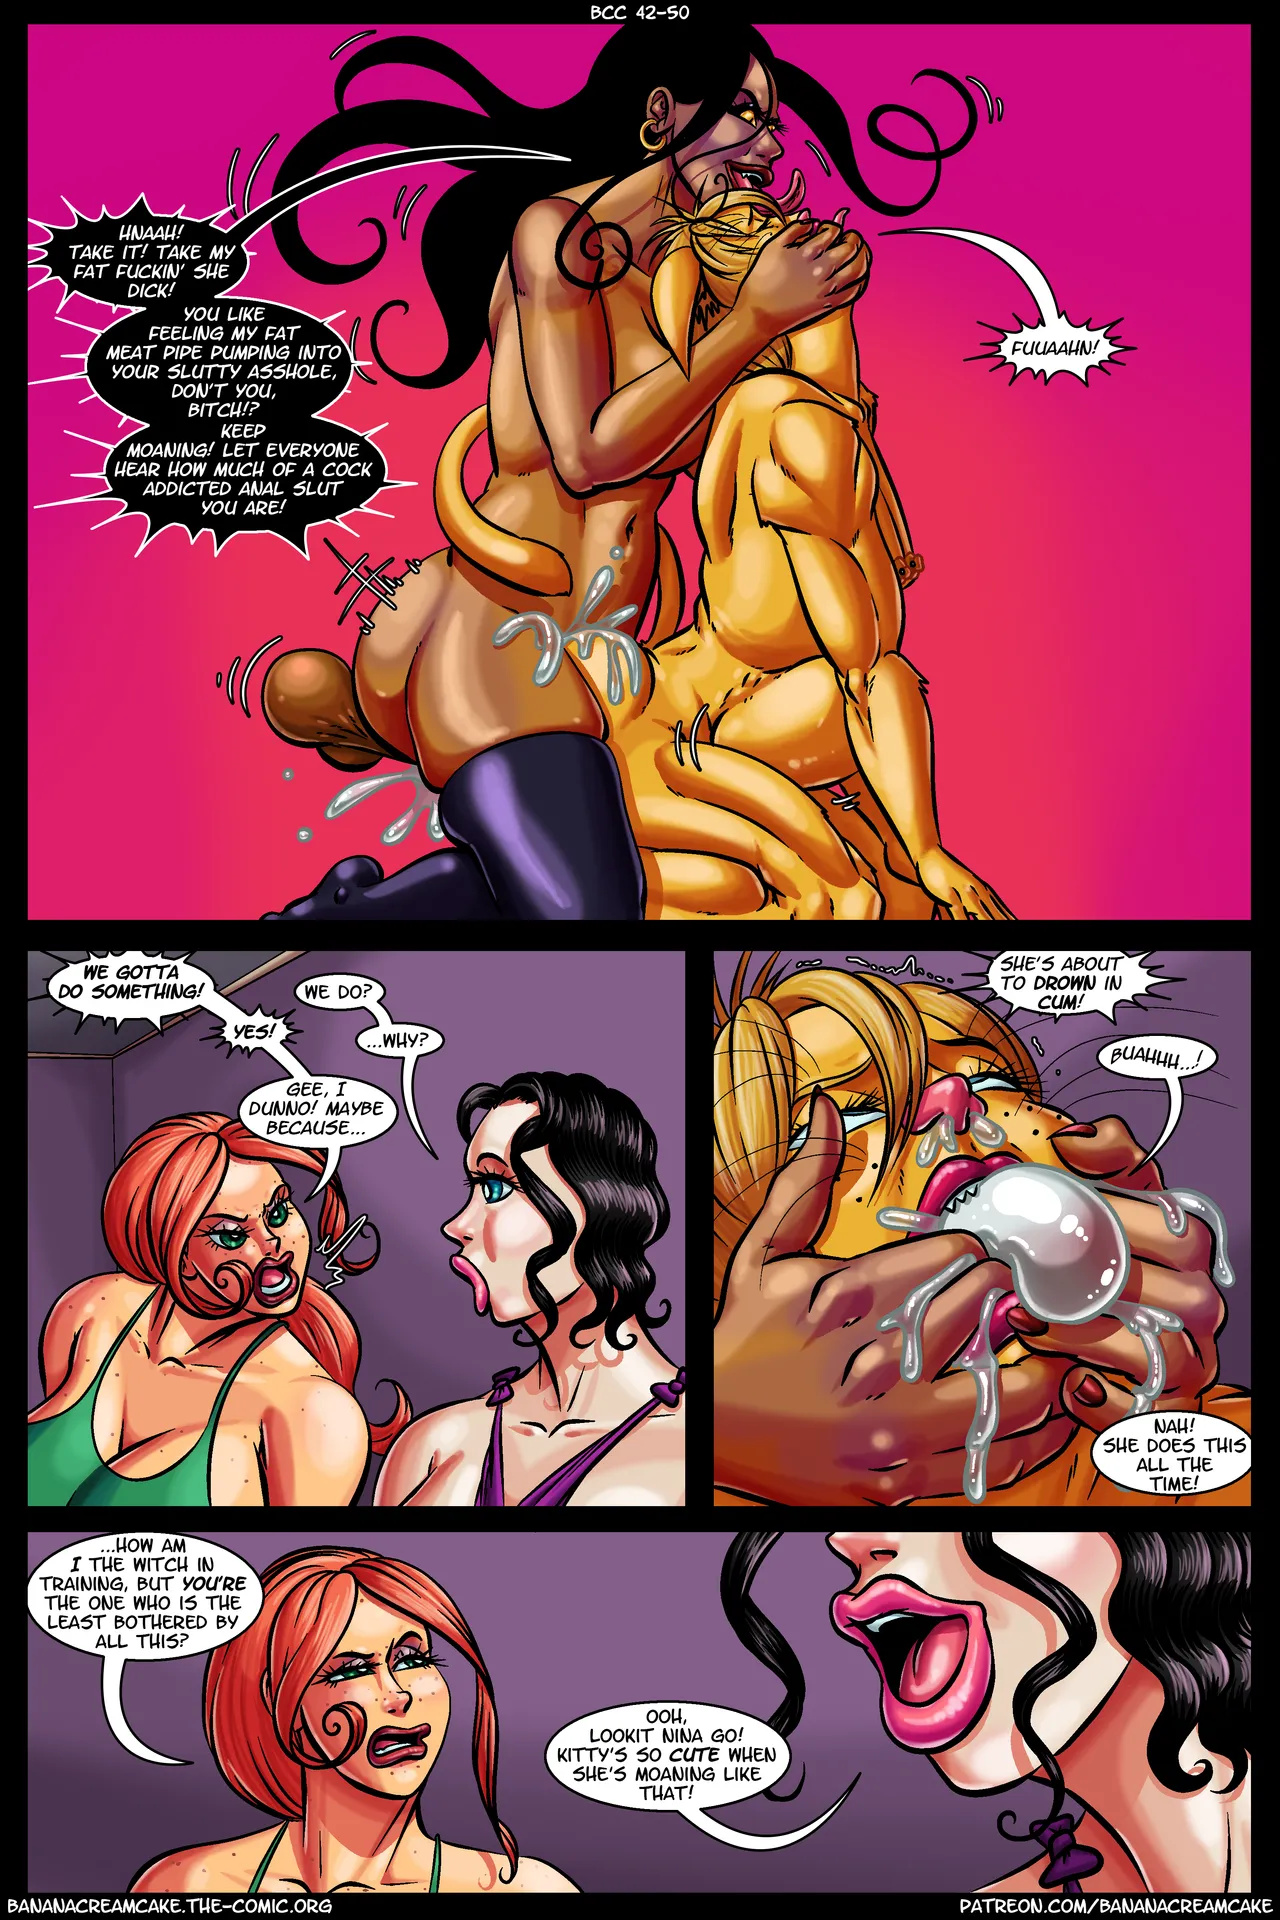 BCC 42-50
HNAAH!
TAKE IT! TAKE MY
FAT FUCKIN' SHE
DICK!
YOU LIKE
FEELING MY FAT
MEAT PIPE PUMPING INTO
YOUR SLUTTY ASSHOLE,
DON'T YOU,
BITCH!?
KEEP
MOANING! LET EVERYONE
HEAR HOW MUCH OF A COCK
ADDICTED ANAL SLUT
YOU ARE!
FUUAAHN!
WE GOTTA
DO SOMETHING!
WE DO?
...WHY?
YES!
GEE, I
DUNNO! MAYBE
BECAUSE...
SHE'S ABOUT
TO DROWN IN
CUM!
BUAHHH...!
NAH!
SHE DOES THIS
ALL THE
TIME!
...HOW AM
I THE WITCH IN
TRAINING, BUT YOU'RE
THE ONE WHO IS THE
LEAST BOTHERED BY
ALL THIS?
OOH,
LOOKIT NINA GO!
KITTY'S SO CUTE WHEN
SHE'S MOANING LIKE
THAT!
BANANACREAMCAKE.THE-COMIC.ORG
PATREON.COM/BANANACREAMCAKE